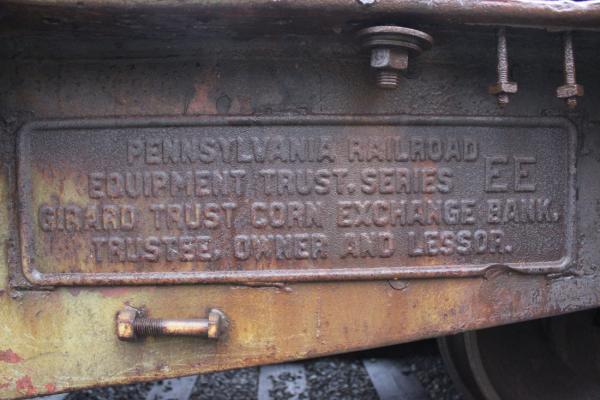 PENNSYLVANIA RAILROAD
EQUIPMENT TRUST, SERIES EE
GIRARD TRUST CORN EXCHANGE BANK,
TRUSTEE, OWNER AND LESSOR.